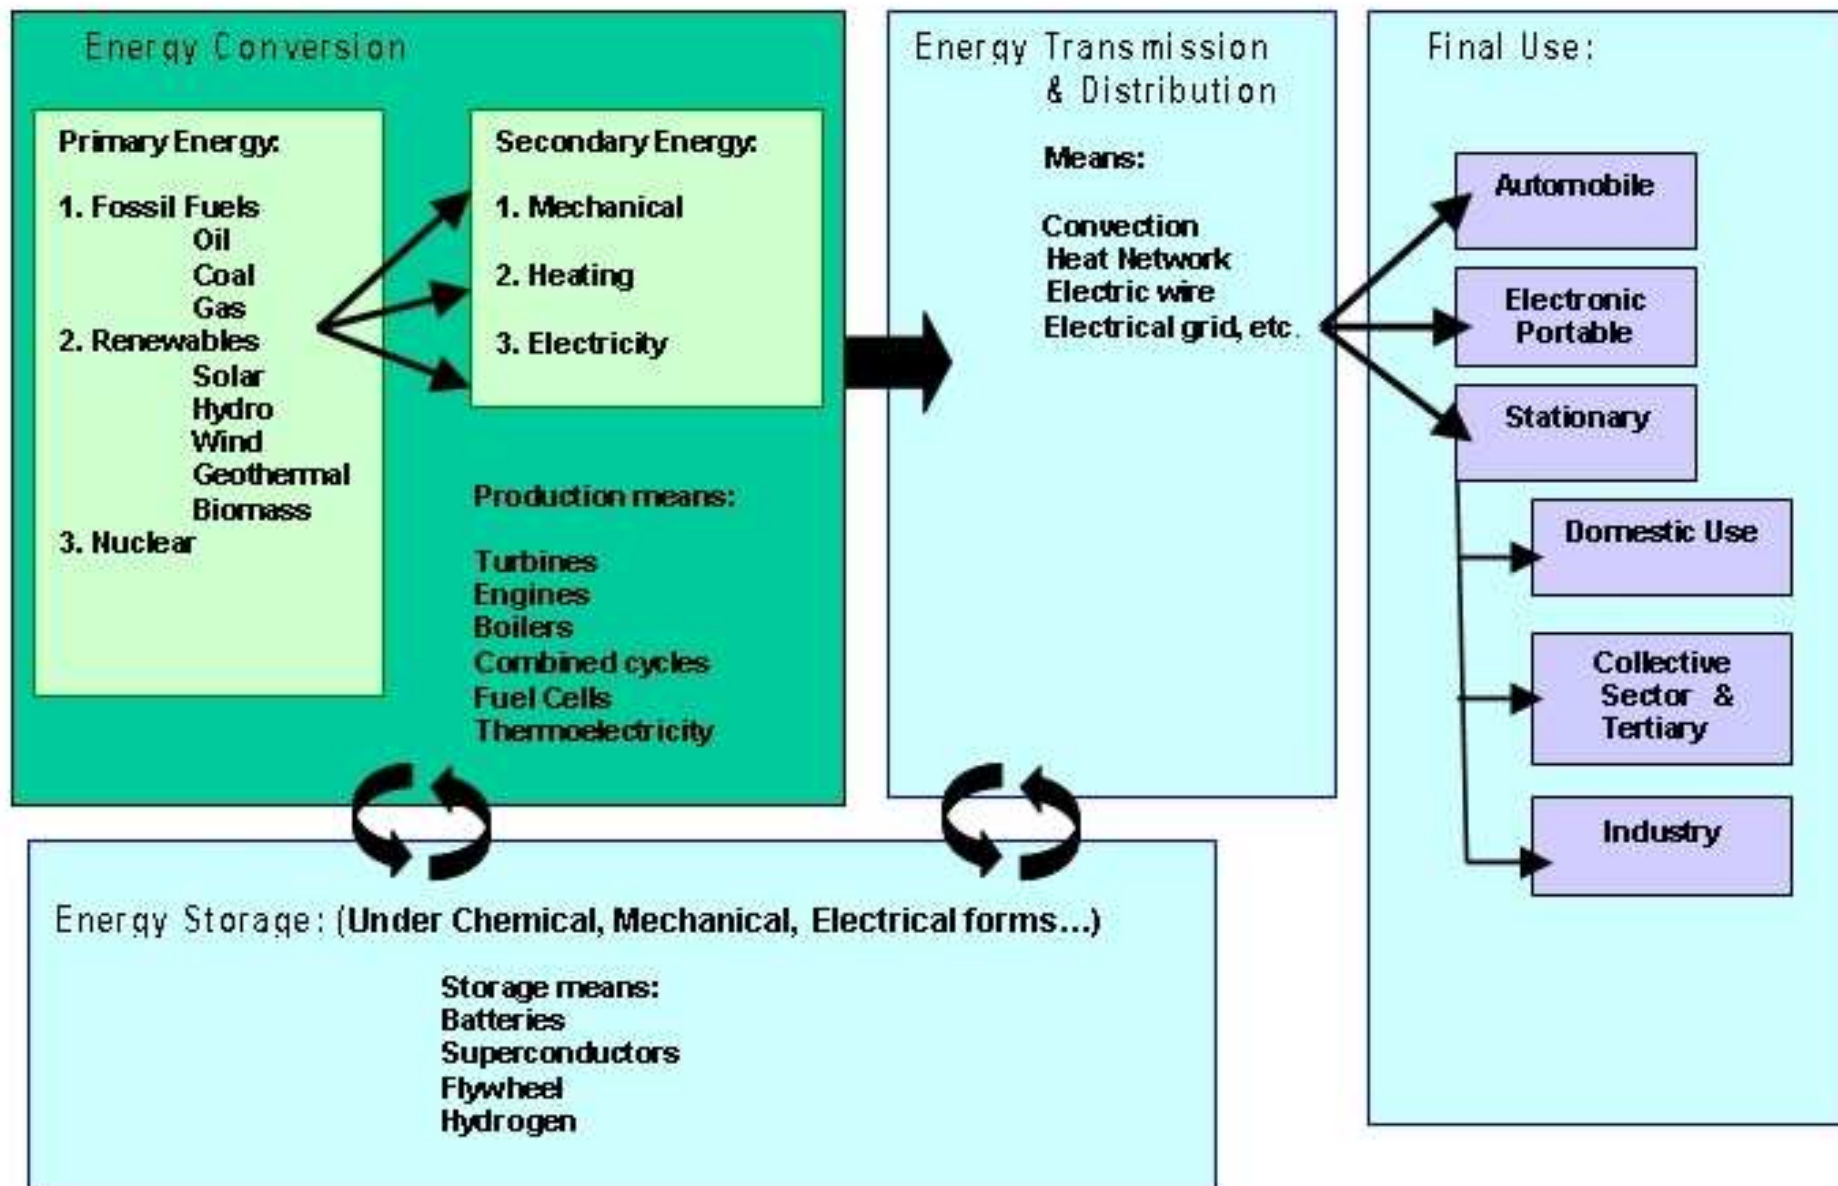 Energy Conversion
Primary Energy:
1. Fossil Fuels
Oil
Coal
Gas
2. Renewables
Solar
Hydro
Wind
Geothermal
Biomass
3. Nuclear
Secondary Energy:
1. Mechanical
2. Heating
3. Electricity
Production means:
Turbines
Engines
Boilers
Combined cycles
Fuel Cells
Thermoelectricity
Energy Transmission
& Distribution
Means:
Convection
Heat Network
Electric wire
Electrical grid, etc.
Final Use:
Automobile
Electronic
Portable
Stationary
Domestic Use
Collective
Sector &
Tertiary
Industry
Energy Storage: (Under Chemical, Mechanical, Electrical forms...)
Storage means:
Batteries
Superconductors
Flywheel
Hydrogen